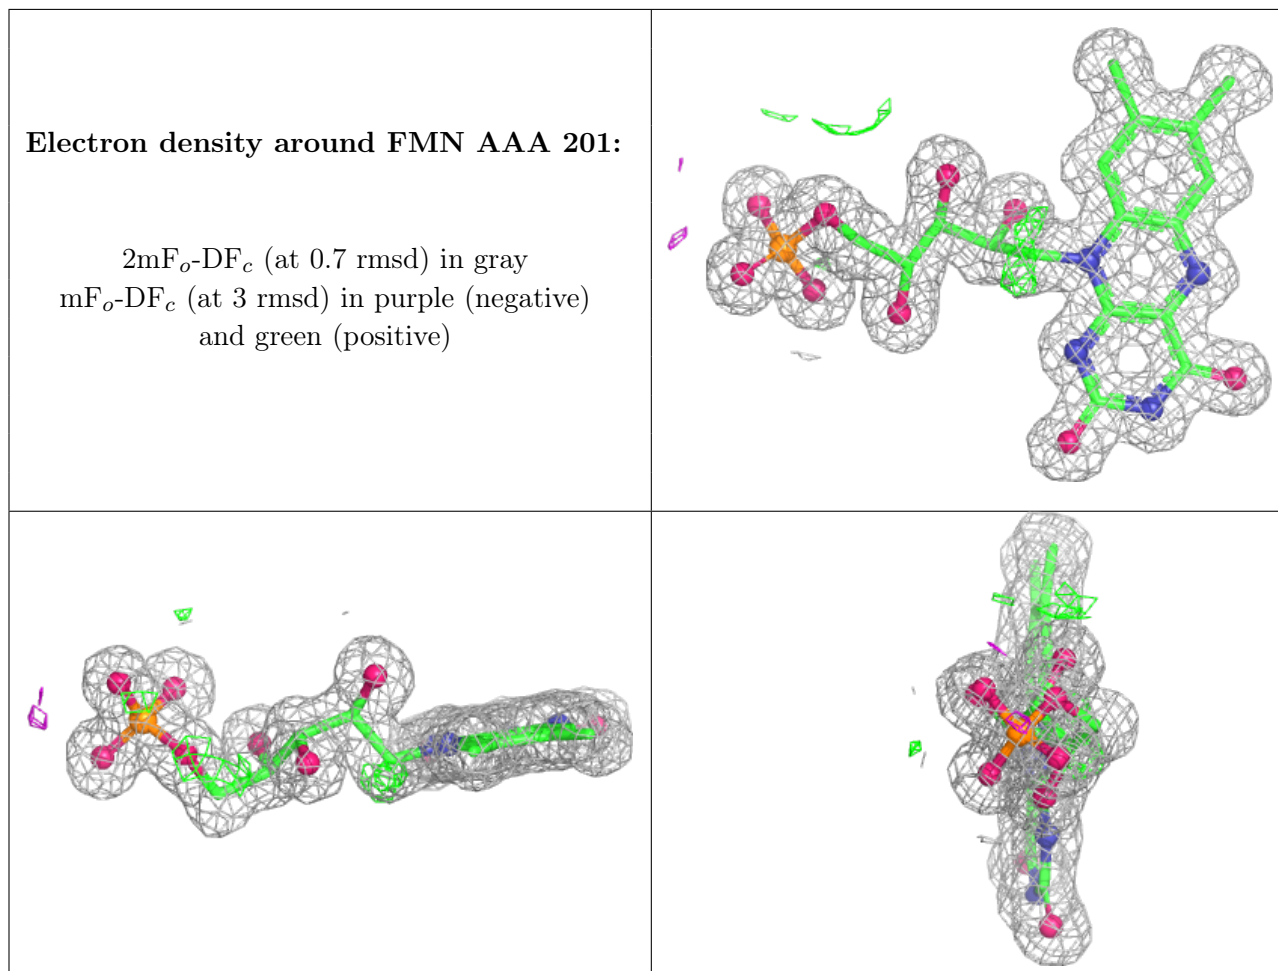 Electron density around FMN AAA 201:
2mFo-DFc (at 0.7 rmsd) in gray
mFo-DFc (at 3 rmsd) in purple (negative)
and green (positive)